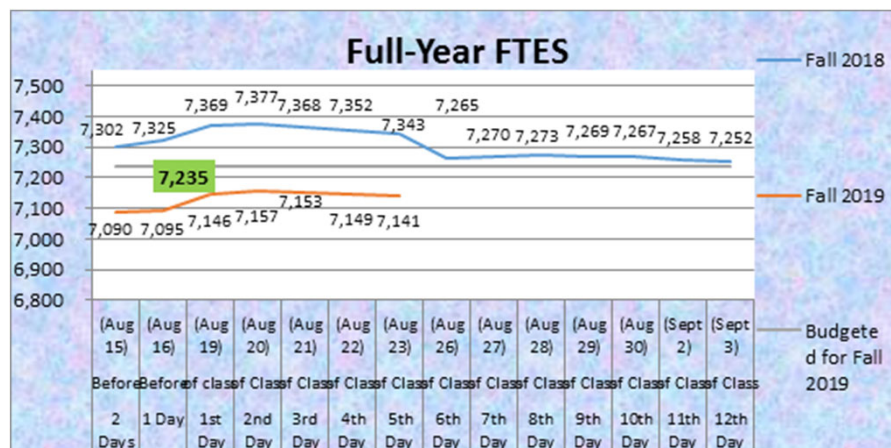 Full-Year FTES
7,500
7,400
7,300
7,200
7,100
7,000
6,900
6,800
7,302 7,325 7,369 7,377 7,368 7,352 7,343 7,265 7,270 7,273 7,269 7,267 7,258 7,252
7,235
7,090 7,095 7,146 7,157 7,153 7,149 7,141
(Aug (Aug (Aug (Aug (Aug (Aug (Aug (Aug (Aug (Aug (Aug (Aug (Sept (Sept
15) 16) 19) 20) 21) 22) 23) 26) 27) 28) 29) 30) 2) 3)
Before Before of class of Class of Class of Class of Class of Class of Class of Class of Class of Class of Class of Class
2 1 Day 1st 2nd 3rd 4th 5th 6th 7th 8th 9th 10th 11th 12th
Days Day Day Day Day Day Day Day Day Day Day Day Day
Fall 2018
Fall 2019
Budgete
d for Fall
2019